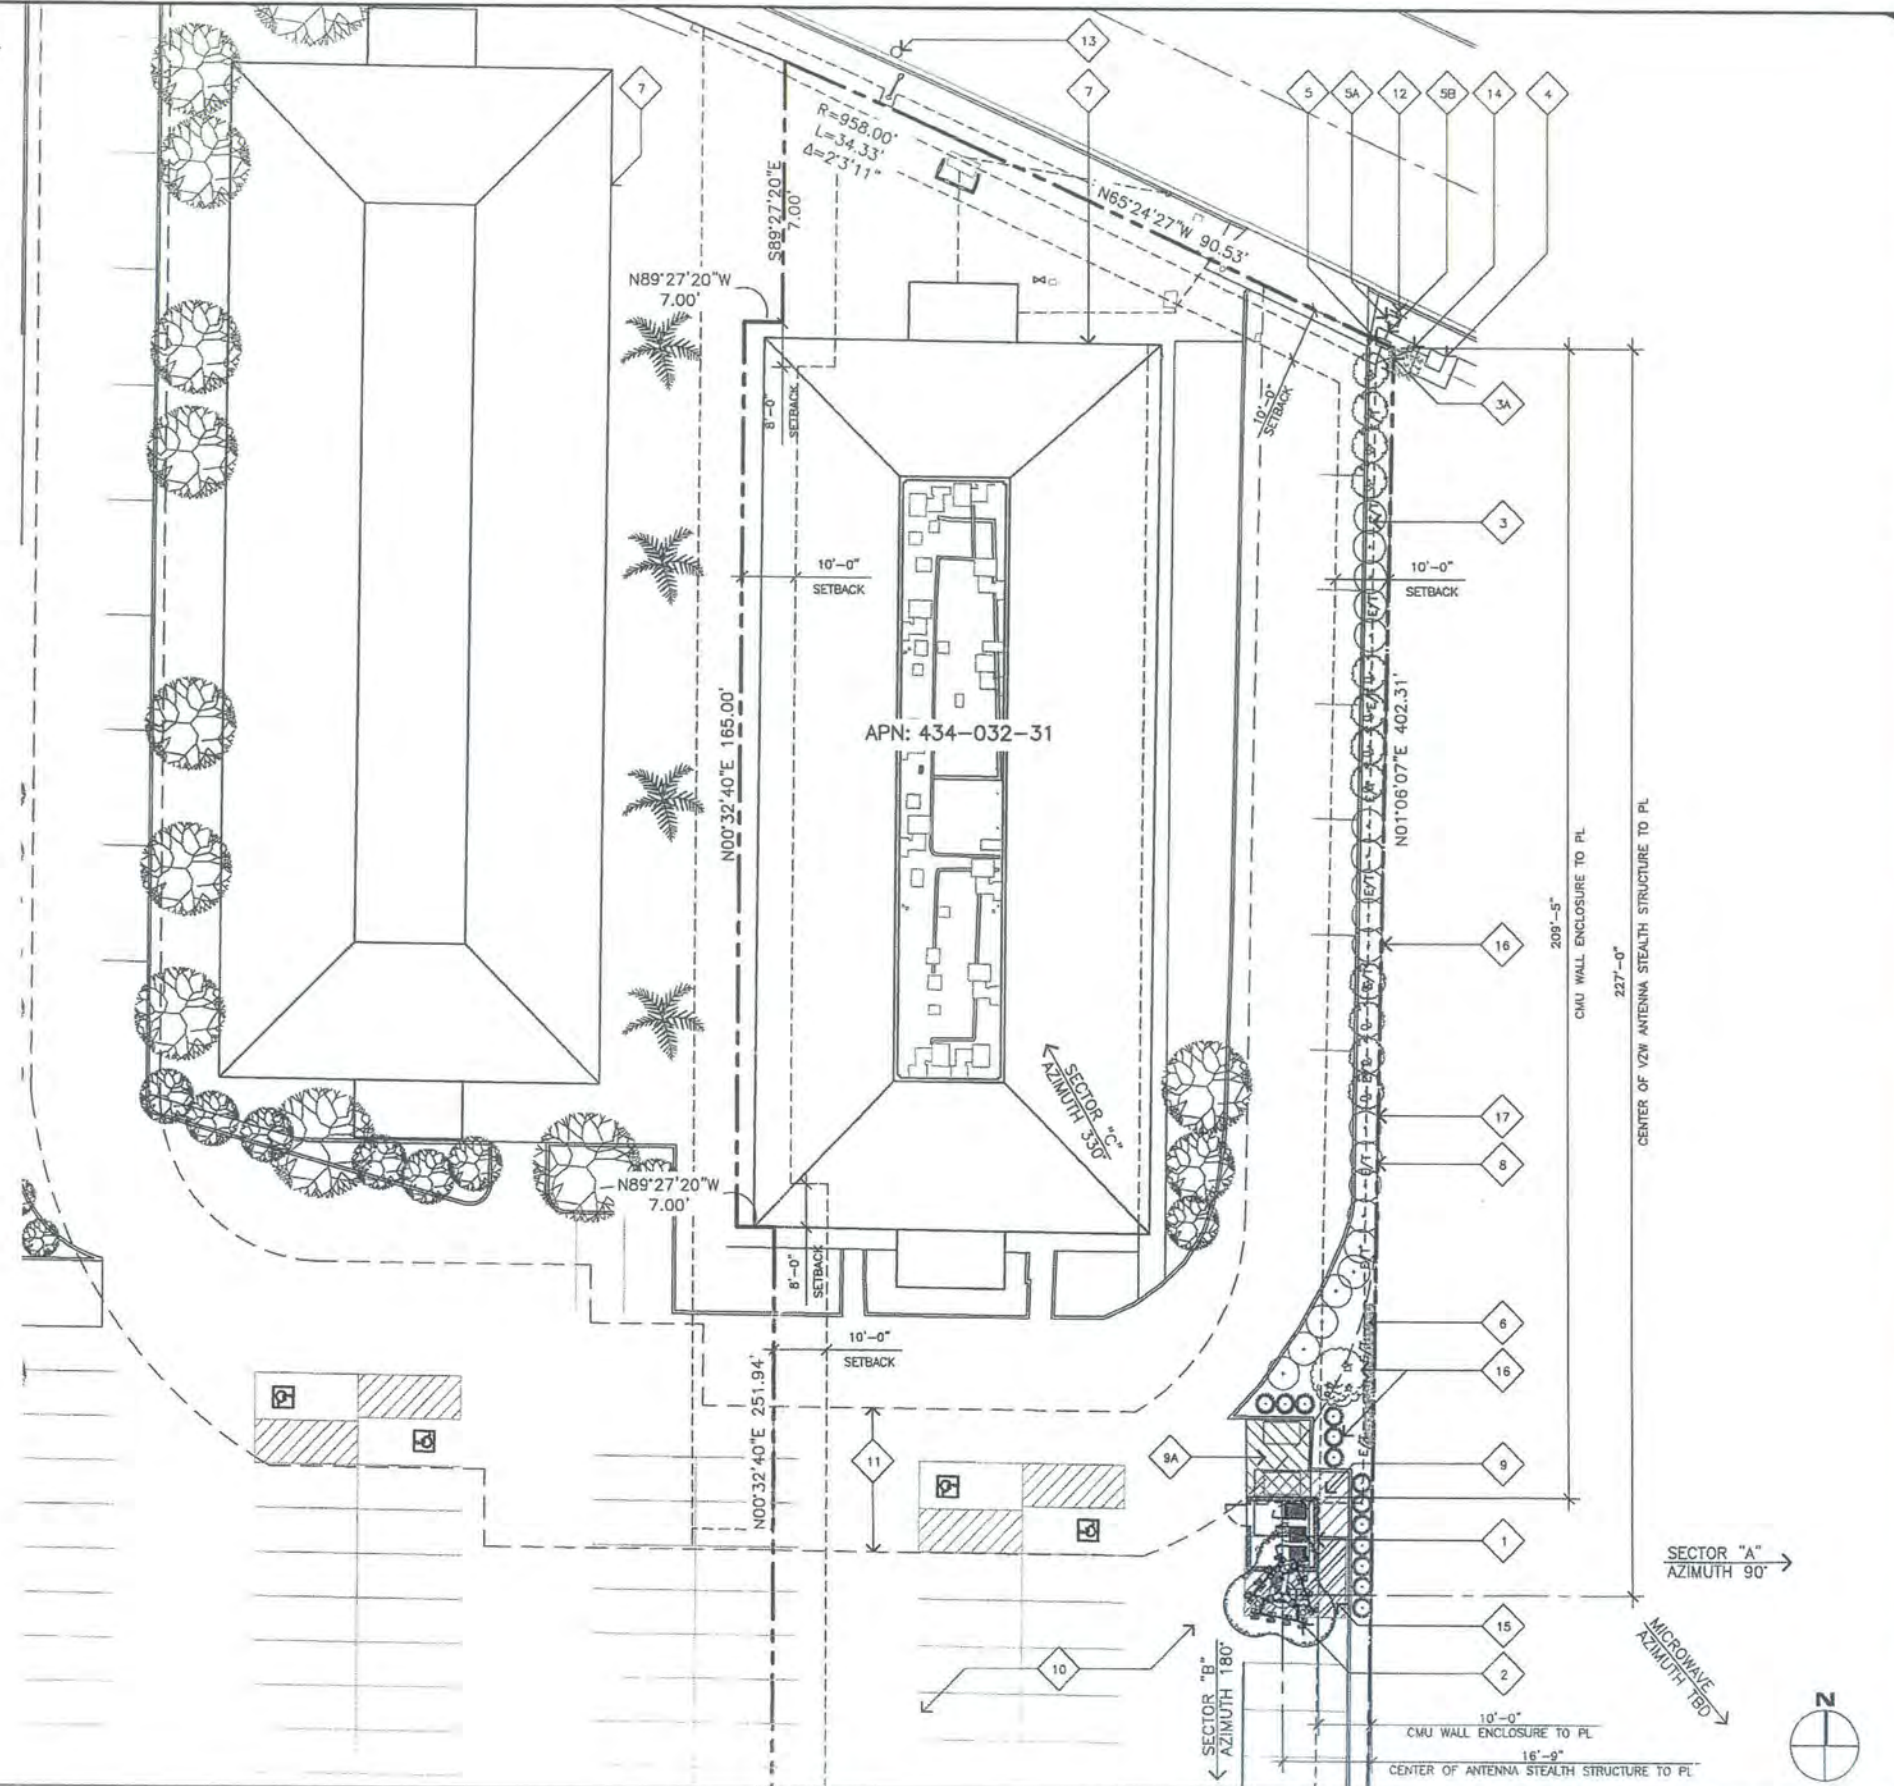 13
7
7
5
5A
12
5B
14
4
R=958.00'
L=34.33'
Δ=2°3'11"
S89°27'20"E
7.00'
N65°24'27"W 90.53'
N89°27'20"W
7.00'
8'-0"
SETBACK
10'-0"
SETBACK
3A
3
10'-0"
SETBACK
10'-0"
SETBACK
N00°32'40"E 165.00'
APN: 434-032-31
N01°06'07"E 402.31'
209'-5"
CMU WALL ENCLOSURE TO PL
227'-0"
CENTER OF VZW ANTENNA STEALTH STRUCTURE TO PL
16
SECTOR "C"
AZIMUTH 330°
17
8
N89°27'20"W
7.00'
8'-0"
SETBACK
10'-0"
SETBACK
6
16
N00°32'40"E 251.94'
11
9A
9
1
SECTOR "A"
AZIMUTH 90°
15
10
2
SECTOR "B"
AZIMUTH 180°
MICROWAVE
AZIMUTH TBD
10'-0"
CMU WALL ENCLOSURE TO PL
16'-9"
CENTER OF ANTENNA STEALTH STRUCTURE TO PL
N